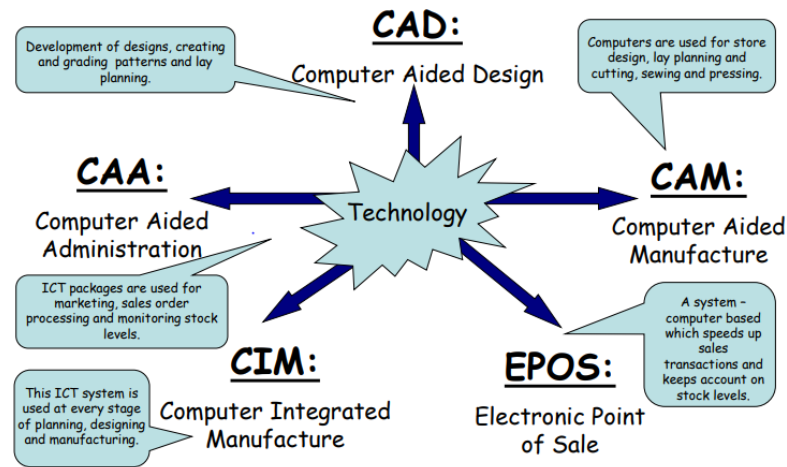 CAD:
Computer Aided Design
Development of designs, creating
and grading  patterns and lay
planning.
Computers are used for store
design, lay planning and
cutting, sewing and pressing.
CAA:
Computer Aided
Administration
Technology
CAM:
Computer Aided
Manufacture
ICT packages are used for
marketing, sales order
processing and monitoring stock
levels.
A system –
computer based
which speeds up
sales
transactions and
keeps account on
stock levels.
CIM:
Computer Integrated
Manufacture
EPOS:
Electronic Point
of Sale
This ICT system is
used at every stage
of planning, designing
and manufacturing.